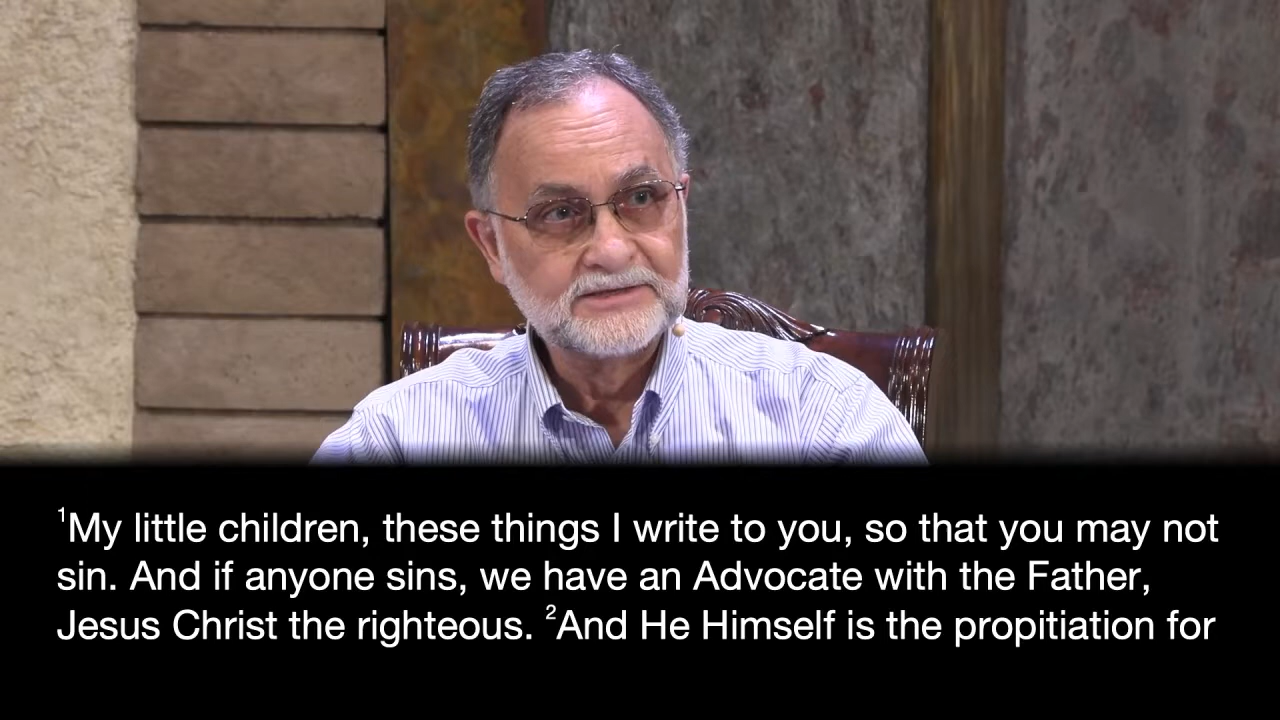 ¹My little children, these things I write to you, so that you may not
sin. And if anyone sins, we have an Advocate with the Father,
Jesus Christ the righteous. ²And He Himself is the propitiation for